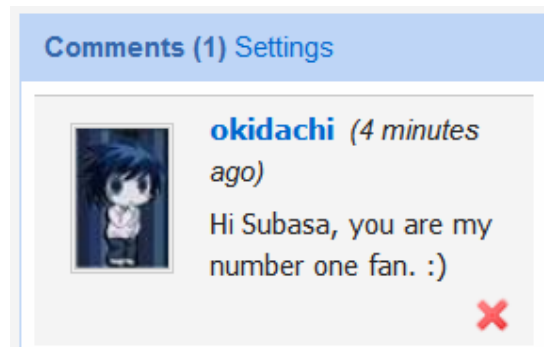 Comments (1) Settings
okidachi (4 minutes
ago)
Hi Subasa, you are my
number one fan. :)